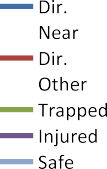 Dir.
Near
Dir.
Other
Trapped
Injured
Safe